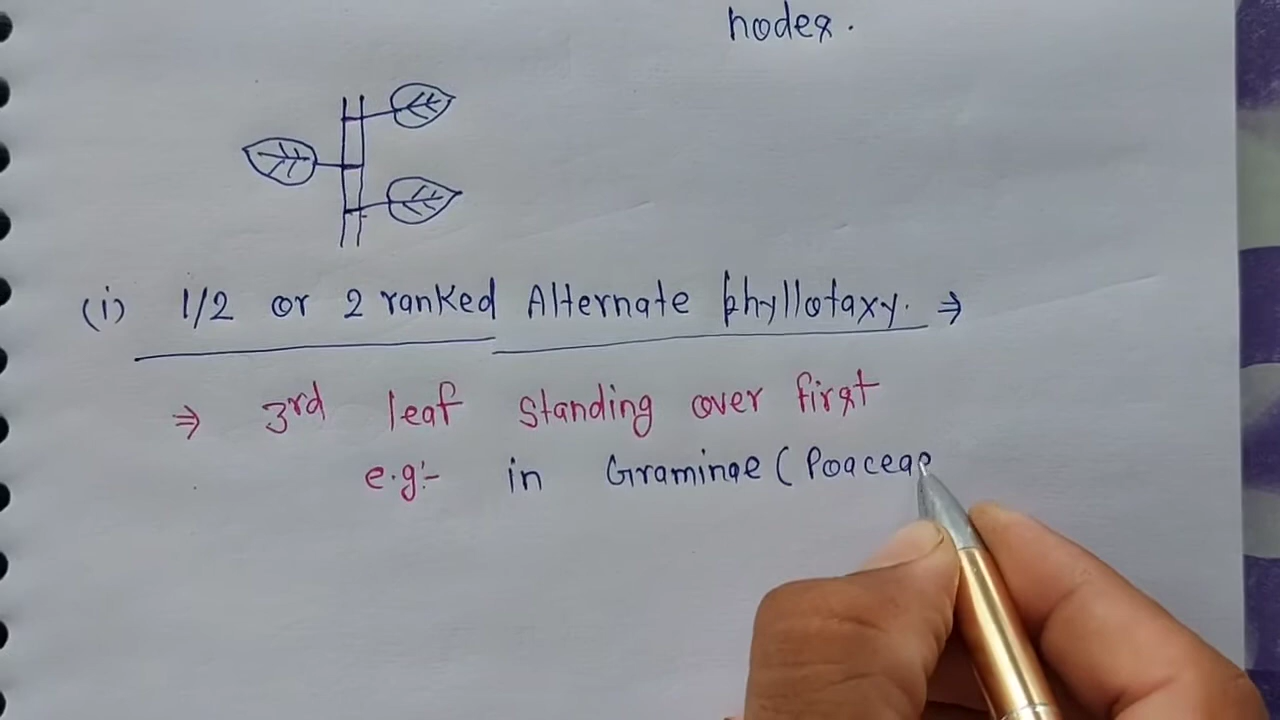 nodes.
(i) 1/2 or 2 ranked Alternate phyllotaxy. ⇒
⇒ 3rd leaf standing over first
e.g:- in Graminae ( Poaceae